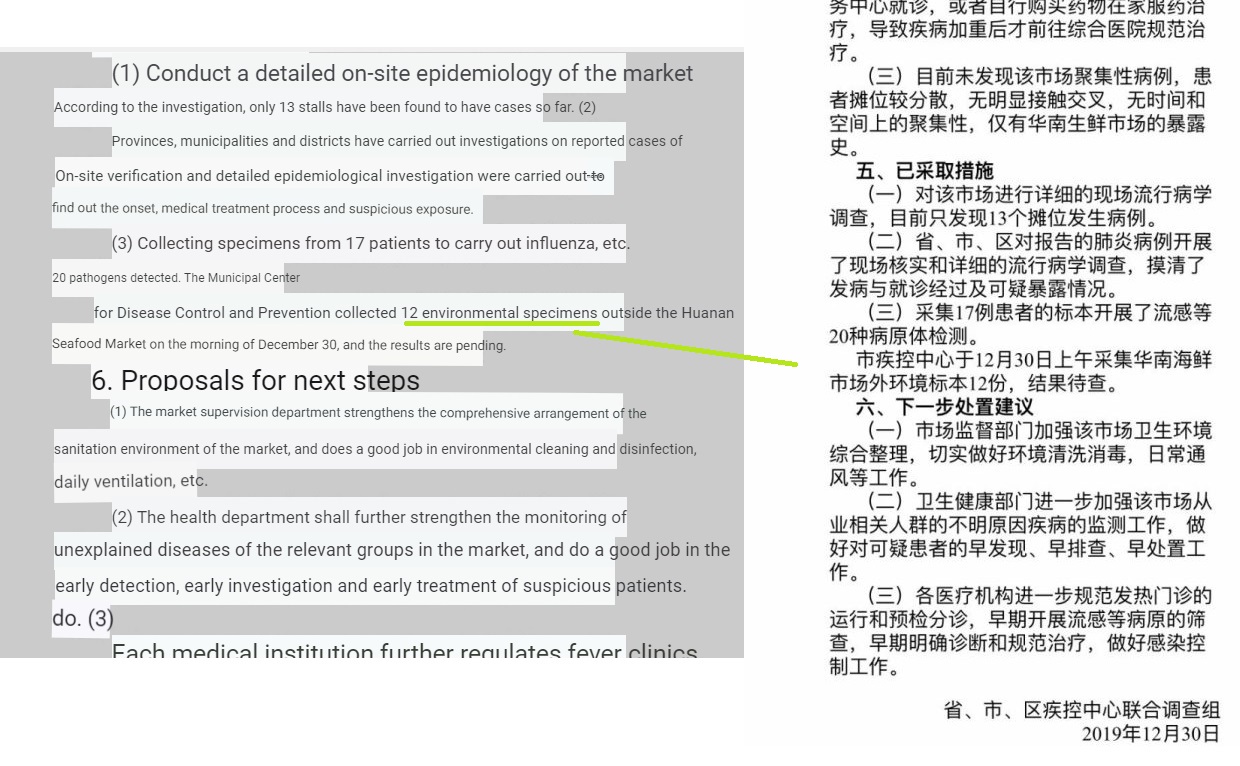 (1) Conduct a detailed on-site epidemiology of the market
According to the investigation, only 13 stalls have been found to have cases so far. (2)
Provinces, municipalities and districts have carried out investigations on reported cases of
On-site verification and detailed epidemiological investigation were carried out to
find out the onset, medical treatment process and suspicious exposure.
(3) Collecting specimens from 17 patients to carry out influenza, etc.
20 pathogens detected. The Municipal Center
for Disease Control and Prevention collected 12 environmental specimens outside the Huanan
Seafood Market on the morning of December 30, and the results are pending.
6. Proposals for next steps
(1) The market supervision department strengthens the comprehensive arrangement of the
sanitation environment of the market, and does a good job in environmental cleaning and disinfection,
daily ventilation, etc.
(2) The health department shall further strengthen the monitoring of
unexplained diseases of the relevant groups in the market, and do a good job in the
early detection, early investigation and early treatment of suspicious patients.
do. (3)
Each medical institution further regulates fever clinics
务中心就诊，或者自行购买药物在家服药治
疗，导致疾病加重后才前往综合医院规范治
疗。
（三）目前未发现该市场聚集性病例，患
者摊位较分散，无明显接触交叉，无时间和
空间上的聚集性，仅有华南生鲜市场的暴露
史。
五、已采取措施
（一）对该市场进行详细的现场流行病学
调查，目前只发现13个摊位发生病例。
（二）省、市、区对报告的肺炎病例开展
了现场核实和详细的流行病学调查，摸清了
发病与就诊经过及可疑暴露情况。
（三）采集17例患者的标本开展了流感等
20种病原体检测。
市疾控中心于12月30日上午采集华南海鲜
市场外环境标本12份，结果待查。
六、下一步处置建议
（一）市场监督部门加强该市场卫生环境
综合整理，切实做好环境清洗消毒，日常通
风等工作。
（二）卫生健康部门进一步加强该市场从
业相关人群的不明原因疾病的监测工作，做
好对可疑患者的早发现、早排查、早处置工
作。
（三）各医疗机构进一步规范发热门诊的
运行和预检分诊，早期开展流感等病原的筛
查，早期明确诊断和规范治疗，做好感染控
制工作。
省、市、区疾控中心联合调查组
2019年12月30日